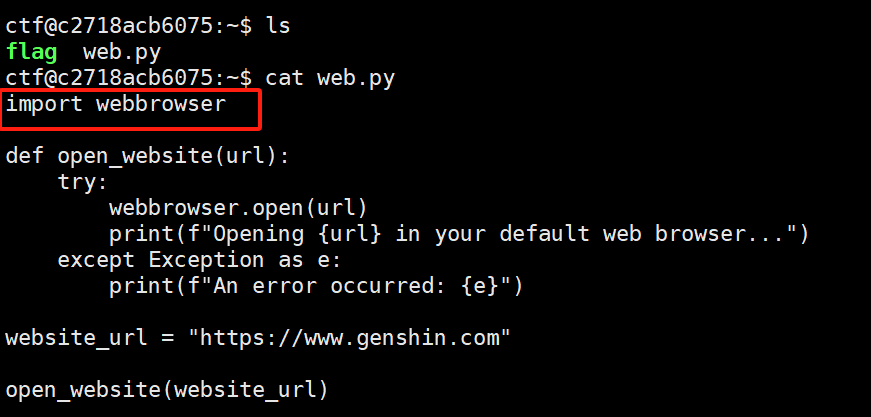 ctf@c2718acb6075:~$ ls
flag  web.py
ctf@c2718acb6075:~$ cat web.py
import webbrowser
def open_website(url):
    try:
        webbrowser.open(url)
        print(f"Opening {url} in your default web browser...")
    except Exception as e:
        print(f"An error occurred: {e}")
website_url = "https://www.genshin.com"
open_website(website_url)